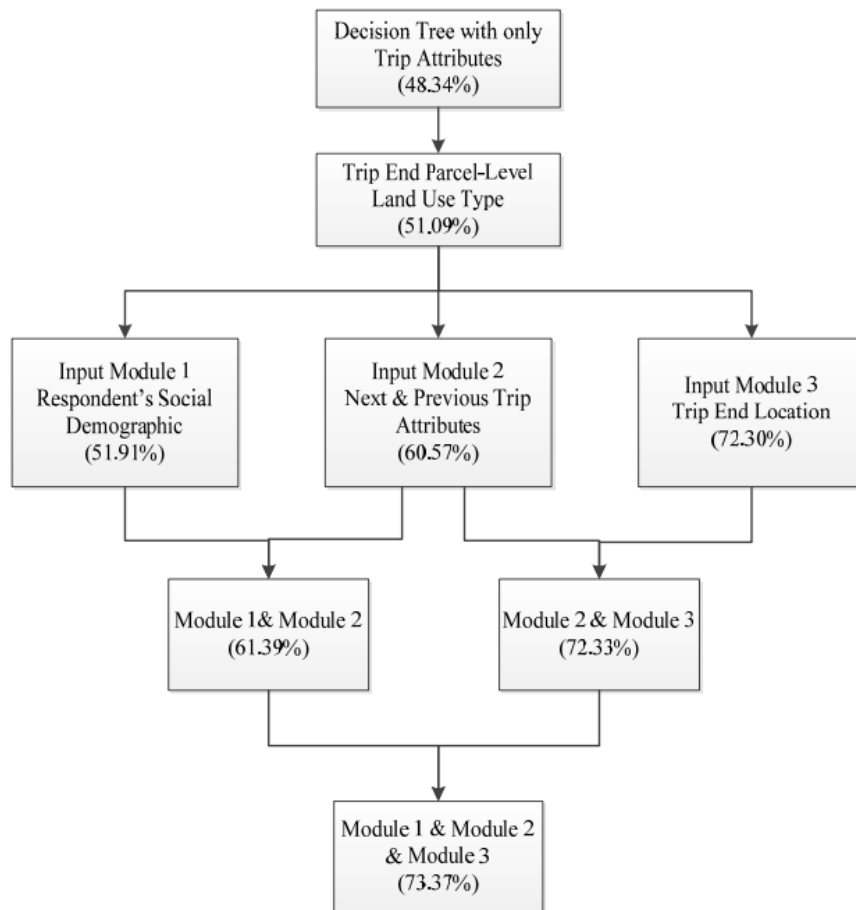 Decision Tree with only
Trip Attributes
(48.34%)
Trip End Parcel-Level
Land Use Type
(51.09%)
Input Module 1
Respondent's Social
Demographic
(51.91%)
Input Module 2
Next & Previous Trip
Attributes
(60.57%)
Input Module 3
Trip End Location
(72.30%)
Module 1& Module 2
(61.39%)
Module 2 & Module 3
(72.33%)
Module 1 & Module 2
& Module 3
(73.37%)